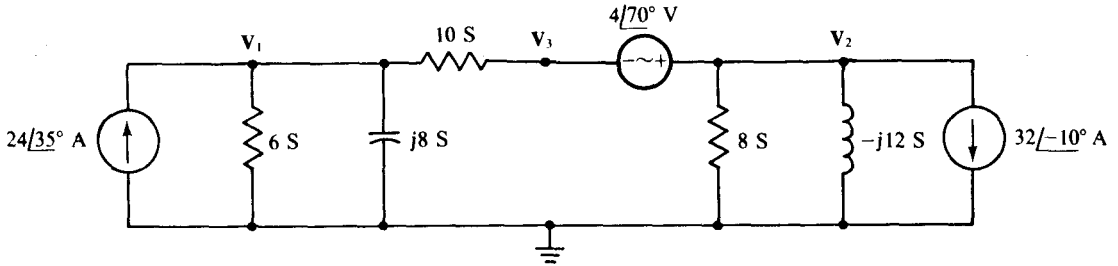 4/70° V
10 S
V₁
V₃
V₂
24/35° A
6 S
j8 S
− ~ +
8 S
−j12 S
32/−10° A